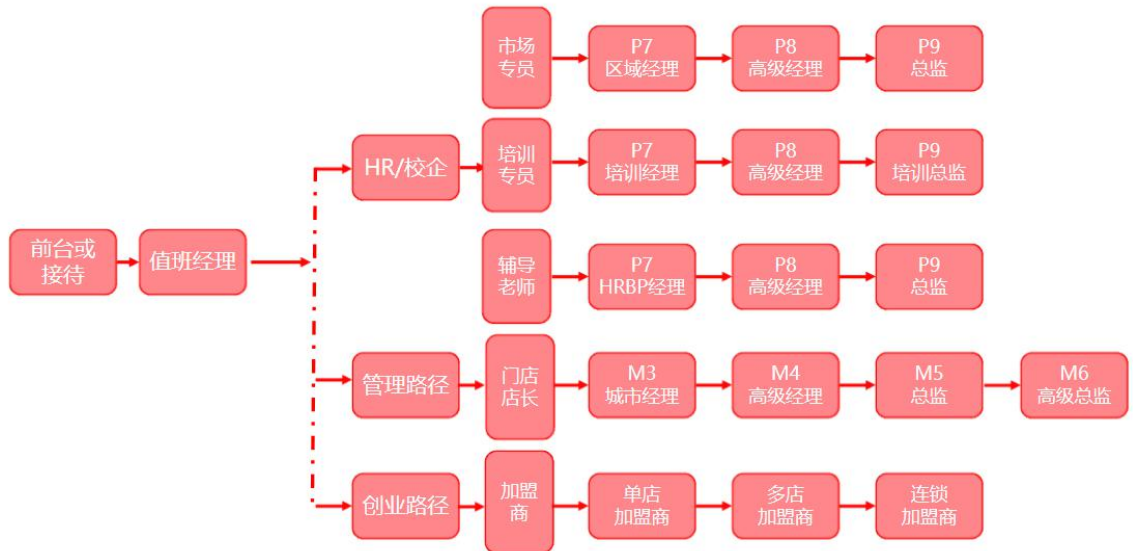 市场
专员
P7
区域经理
P8
高级经理
P9
总监
HR/校企
培训
专员
P7
培训经理
P8
高级经理
P9
培训总监
前台或
接待
值班经理
辅导
老师
P7
HRBP经理
P8
高级经理
P9
总监
管理路径
门店
店长
M3
城市经理
M4
高级经理
M5
总监
M6
高级总监
创业路径
加盟
商
单店
加盟商
多店
加盟商
连锁
加盟商